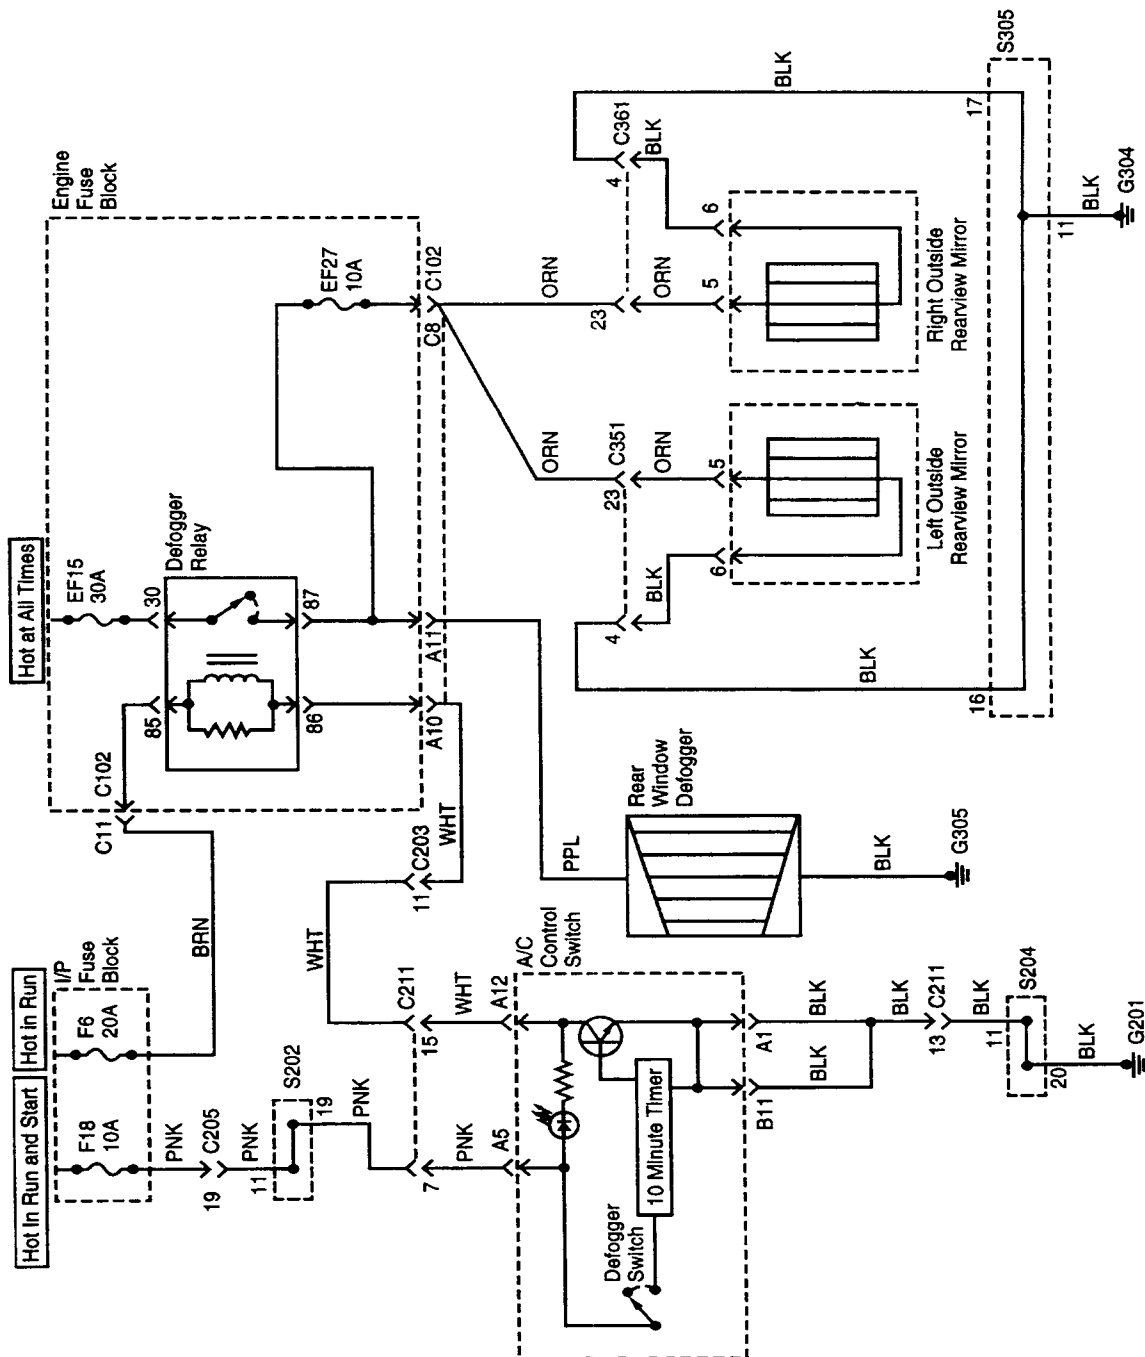 Hot In Run and Start
Hot in Run
Hot at All Times
F18
10A
F6
20A
I/P
Fuse
Block
PNK
BRN
19
C205
PNK
11
S202
19
PNK
C11
C102
EF15
30A
30
Defogger
Relay
85
86
87
Engine
Fuse
Block
EF27
10A
A10
A11
C8
C102
WHT
11
C203
WHT
7
15
C211
PNK
WHT
A5
A12
A/C
Control
Switch
Defogger
Switch
10 Minute Timer
B11
A1
BLK
BLK
BLK
13
C211
BLK
11
S204
20
BLK
G201
PPL
Rear
Window
Defogger
BLK
G305
ORN
ORN
23
C351
ORN
5
6
BLK
4
BLK
Left Outside
Rearview Mirror
23
ORN
5
6
BLK
4
C361
BLK
Right Outside
Rearview Mirror
16
17
S305
11
BLK
G304